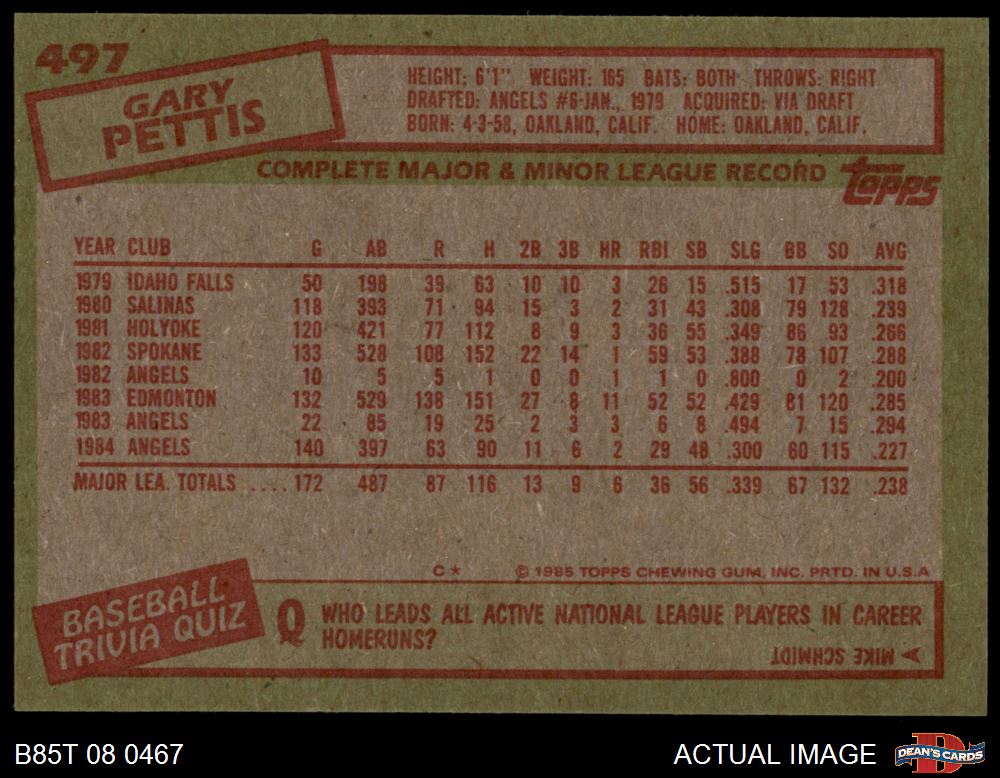 497
GARY
PETTIS
HEIGHT: 6'1" WEIGHT: 165 BATS: BOTH THROWS: RIGHT
DRAFTED: ANGELS #6-JAN., 1979 ACQUIRED: VIA DRAFT
BORN: 4-3-58, OAKLAND, CALIF. HOME: OAKLAND, CALIF.
COMPLETE MAJOR & MINOR LEAGUE RECORD
topps
YEAR CLUB G AB R H 2B 3B HR RBI SB SLG BB SO AVG
1979 IDAHO FALLS 50 198 39 63 10 10 3 26 15 .515 17 53 .318
1980 SALINAS 118 393 71 94 15 3 2 31 43 .308 79 128 .239
1981 HOLYOKE 120 421 77 112 8 9 3 36 55 .349 86 93 .266
1982 SPOKANE 133 528 108 152 22 14 1 59 53 .388 78 107 .288
1982 ANGELS 10 5 5 1 0 0 1 1 0 .800 0 2 .200
1983 EDMONTON 132 529 138 151 27 8 11 52 52 .429 81 120 .285
1983 ANGELS 22 85 19 25 2 3 3 6 8 .494 7 15 .294
1984 ANGELS 140 397 63 90 11 6 2 29 48 .300 60 115 .227
MAJOR LEA. TOTALS .... 172 487 87 116 13 9 6 36 56 .339 67 132 .238
C* © 1985 TOPPS CHEWING GUM, INC. PRTD. IN U.S.A
BASEBALL
TRIVIA QUIZ
Q WHO LEADS ALL ACTIVE NATIONAL LEAGUE PLAYERS IN CAREER
HOMERUNS?
A MIKE SCHMIDT
B85T 08 0467
ACTUAL IMAGE
DEAN'S CARDS